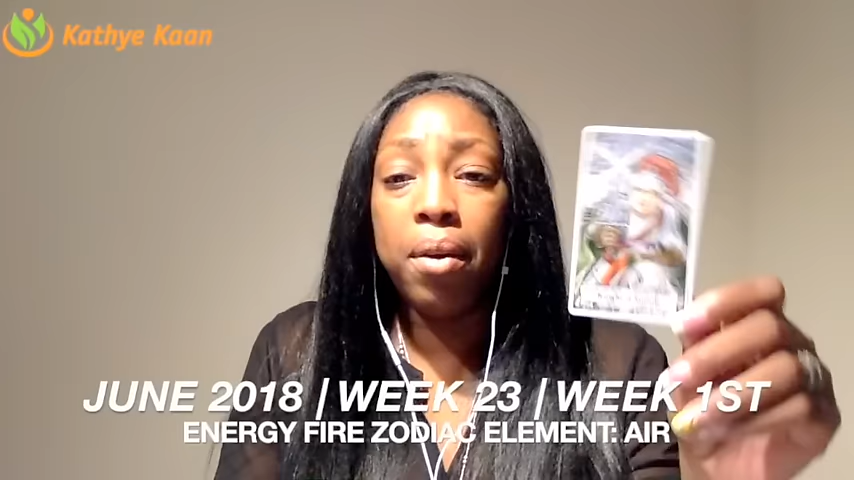 Kathye Kaan
JUNE 2018 | WEEK 23 | WEEK 1ST
ENERGY FIRE ZODIAC ELEMENT: AIR